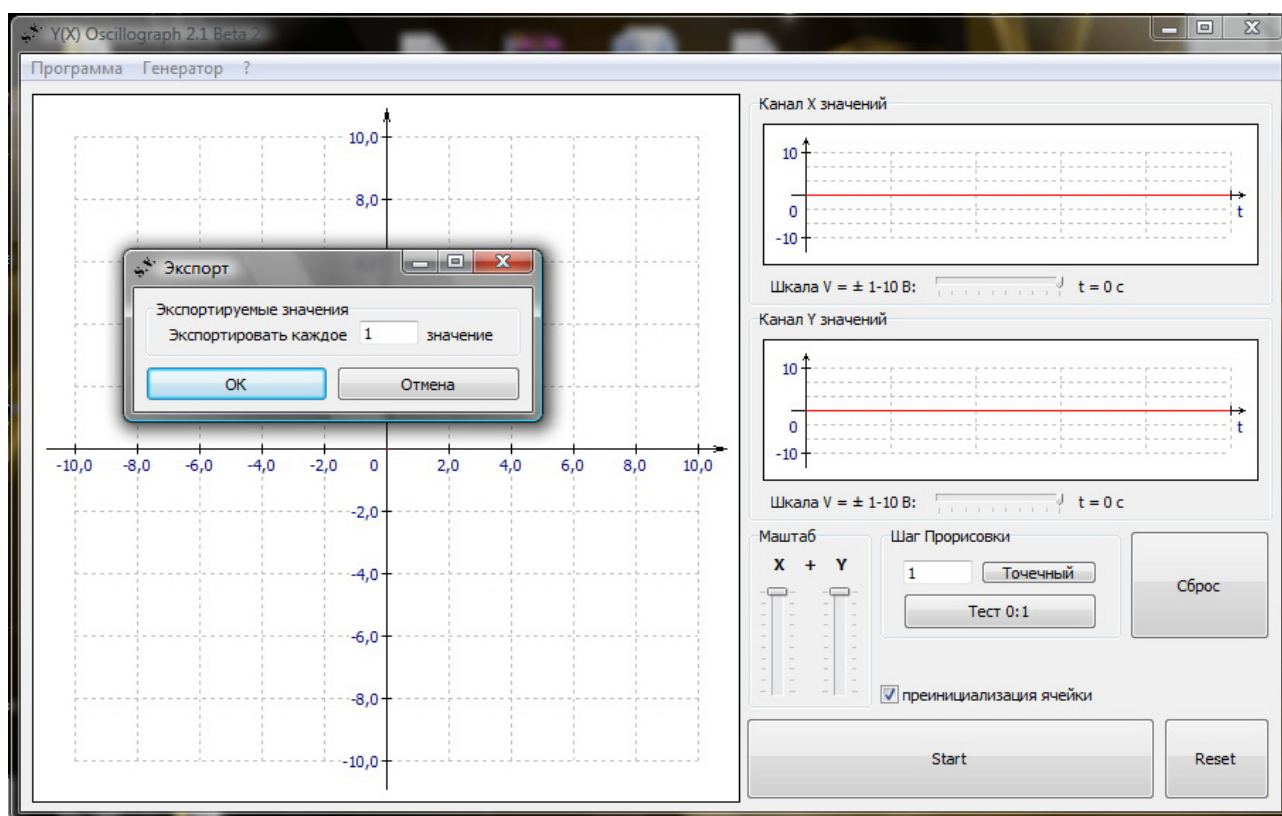 Y(X) Oscillograph 2.1 Beta 2
Программа Генератор ?
10,0
8,0
-10,0 -8,0 -6,0 -4,0 -2,0 0 2,0 4,0 6,0 8,0 10,0
-2,0
-4,0
-6,0
-8,0
-10,0
Экспорт
Экспортируемые значения
Экспортировать каждое 1 значение
ОК Отмена
Канал X значений
10
0 t
-10
Шкала V = ± 1-10 В: t = 0 с
Канал Y значений
10
0 t
-10
Шкала V = ± 1-10 В: t = 0 с
Маштаб
X + Y
Шаг Прорисовки
1 Точечный
Тест 0:1
Сброс
преинициализация ячейки
Start Reset